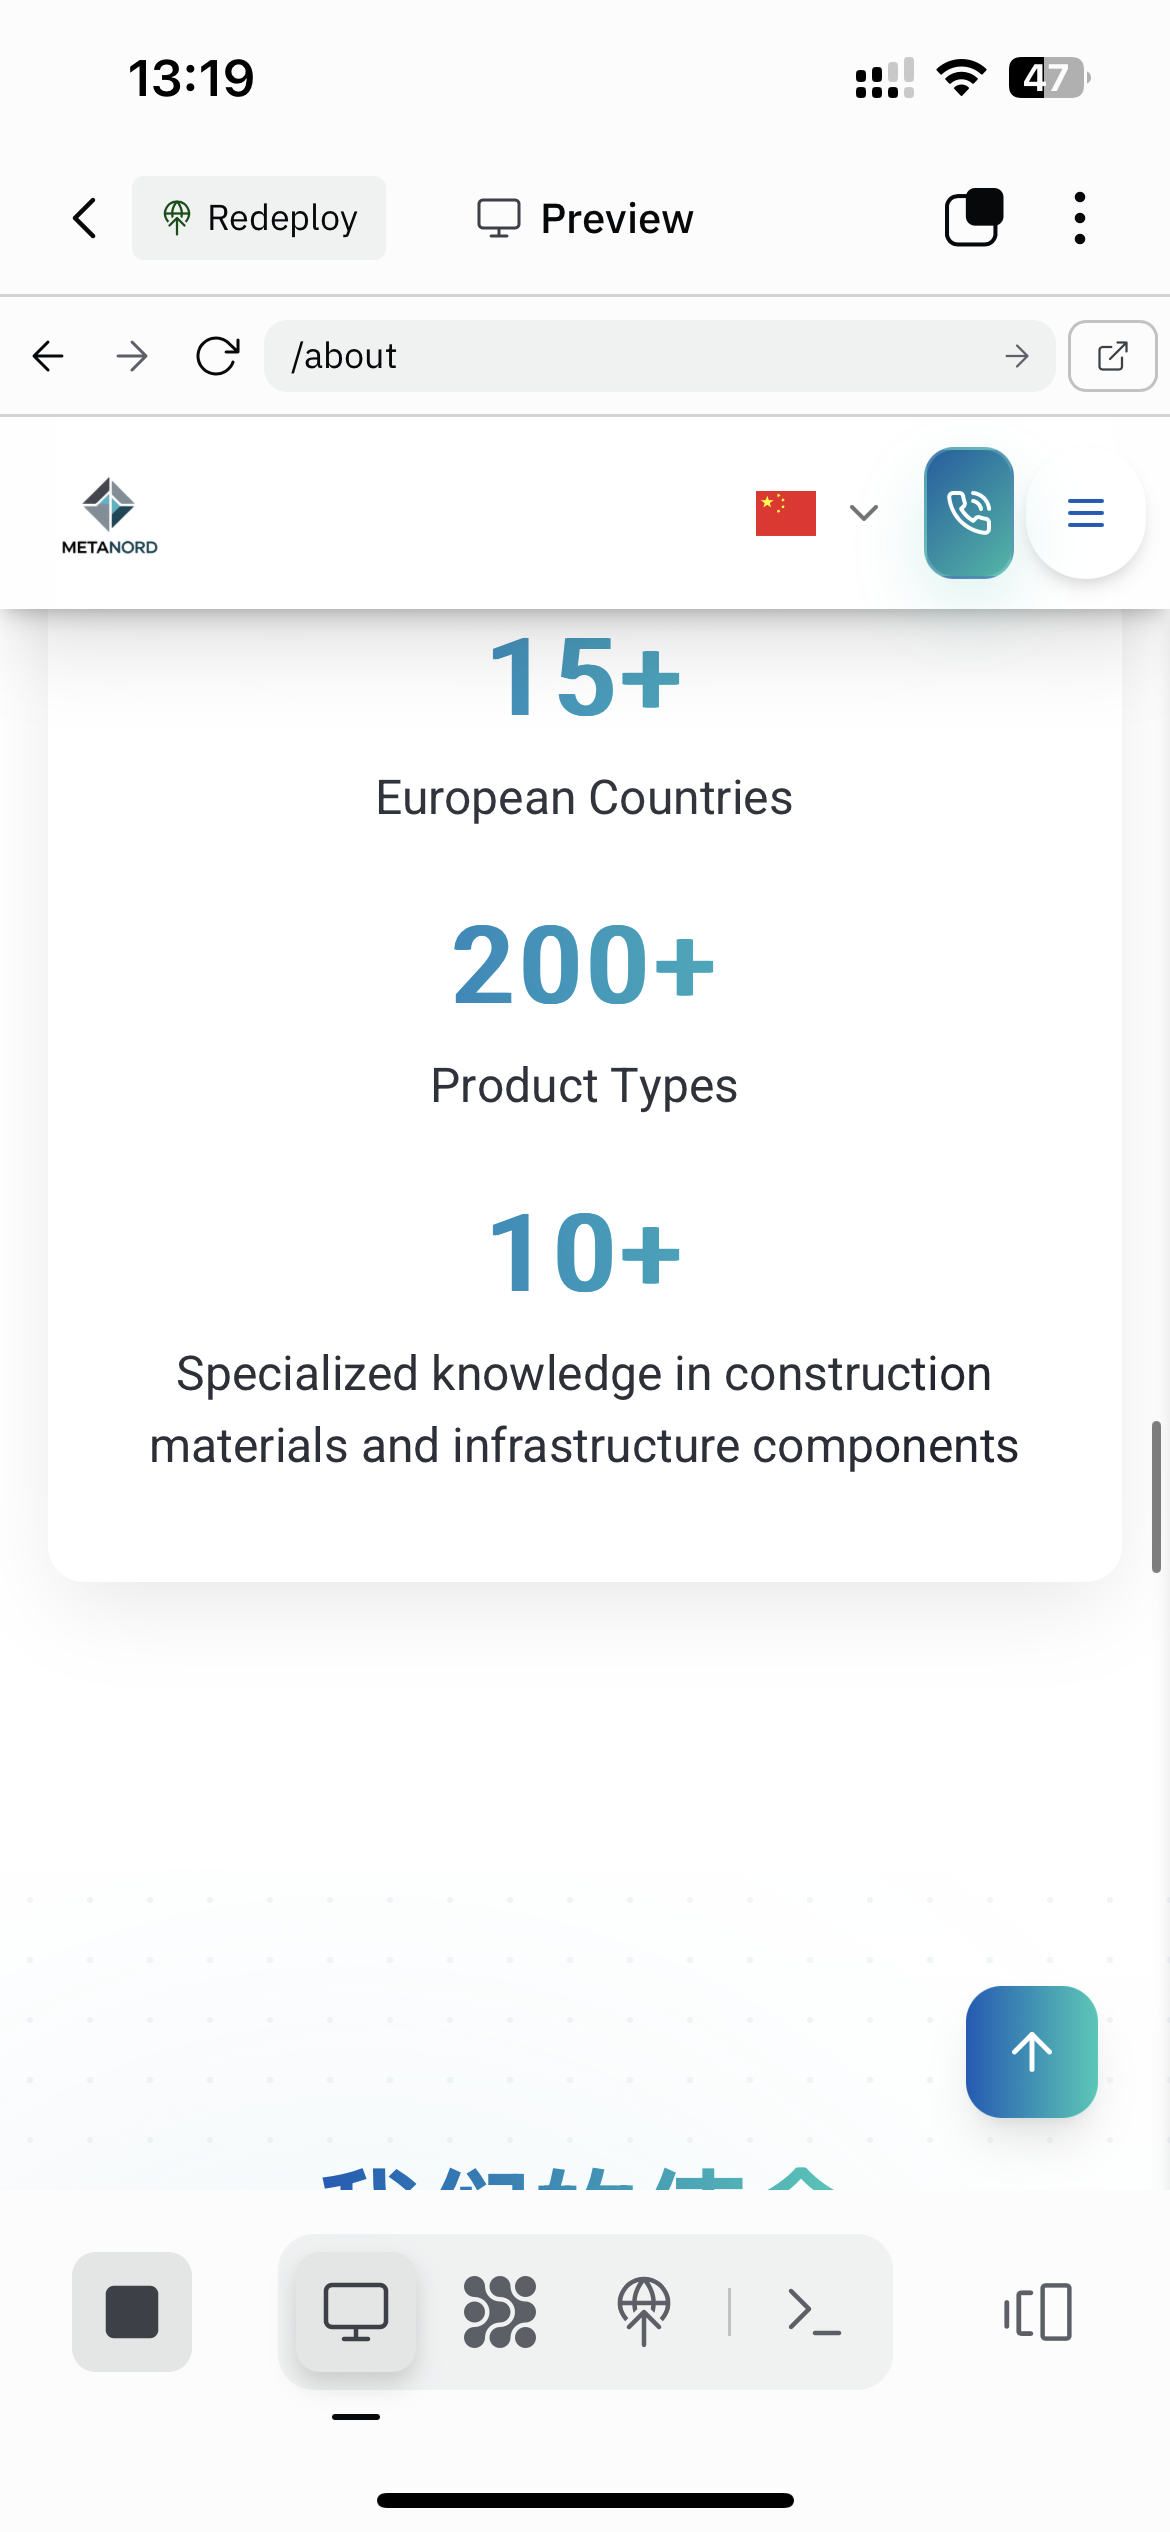 13:19
47
Redeploy
Preview
/about
METANORD
15+
European Countries
200+
Product Types
10+
Specialized knowledge in construction
materials and infrastructure components